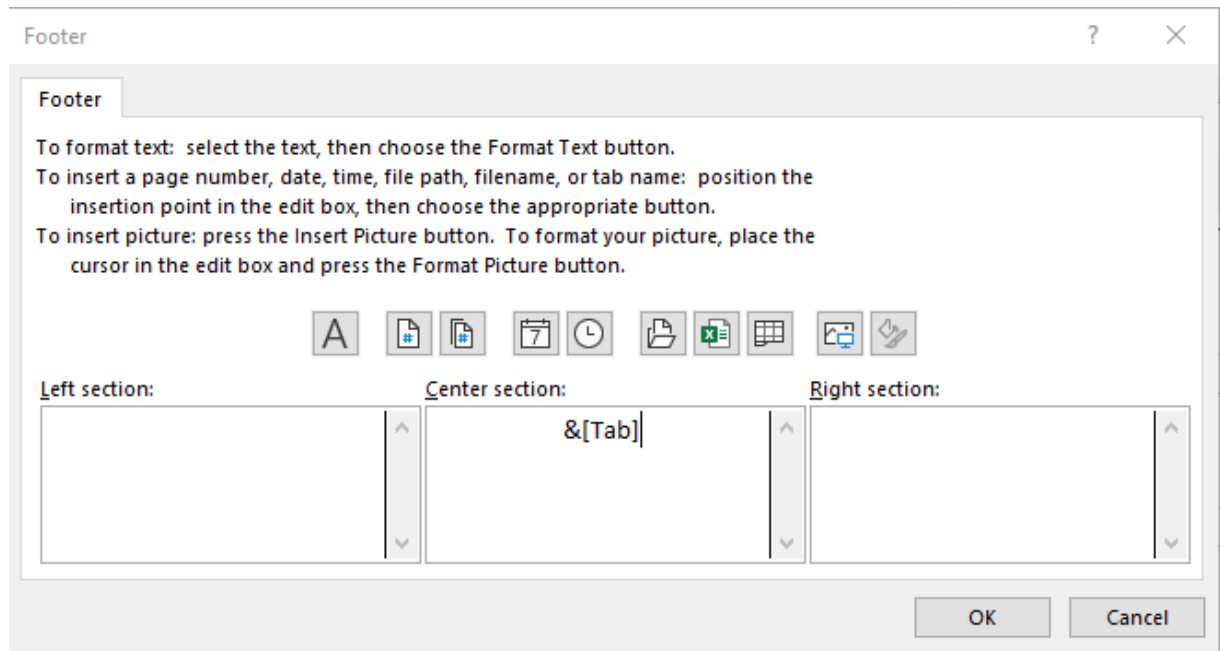 Footer
?
Footer
To format text: select the text, then choose the Format Text button.
To insert a page number, date, time, file path, filename, or tab name: position the
insertion point in the edit box, then choose the appropriate button.
To insert picture: press the Insert Picture button. To format your picture, place the
cursor in the edit box and press the Format Picture button.
A # # 7 X
Left section: Center section: Right section:
&[Tab]
OK Cancel